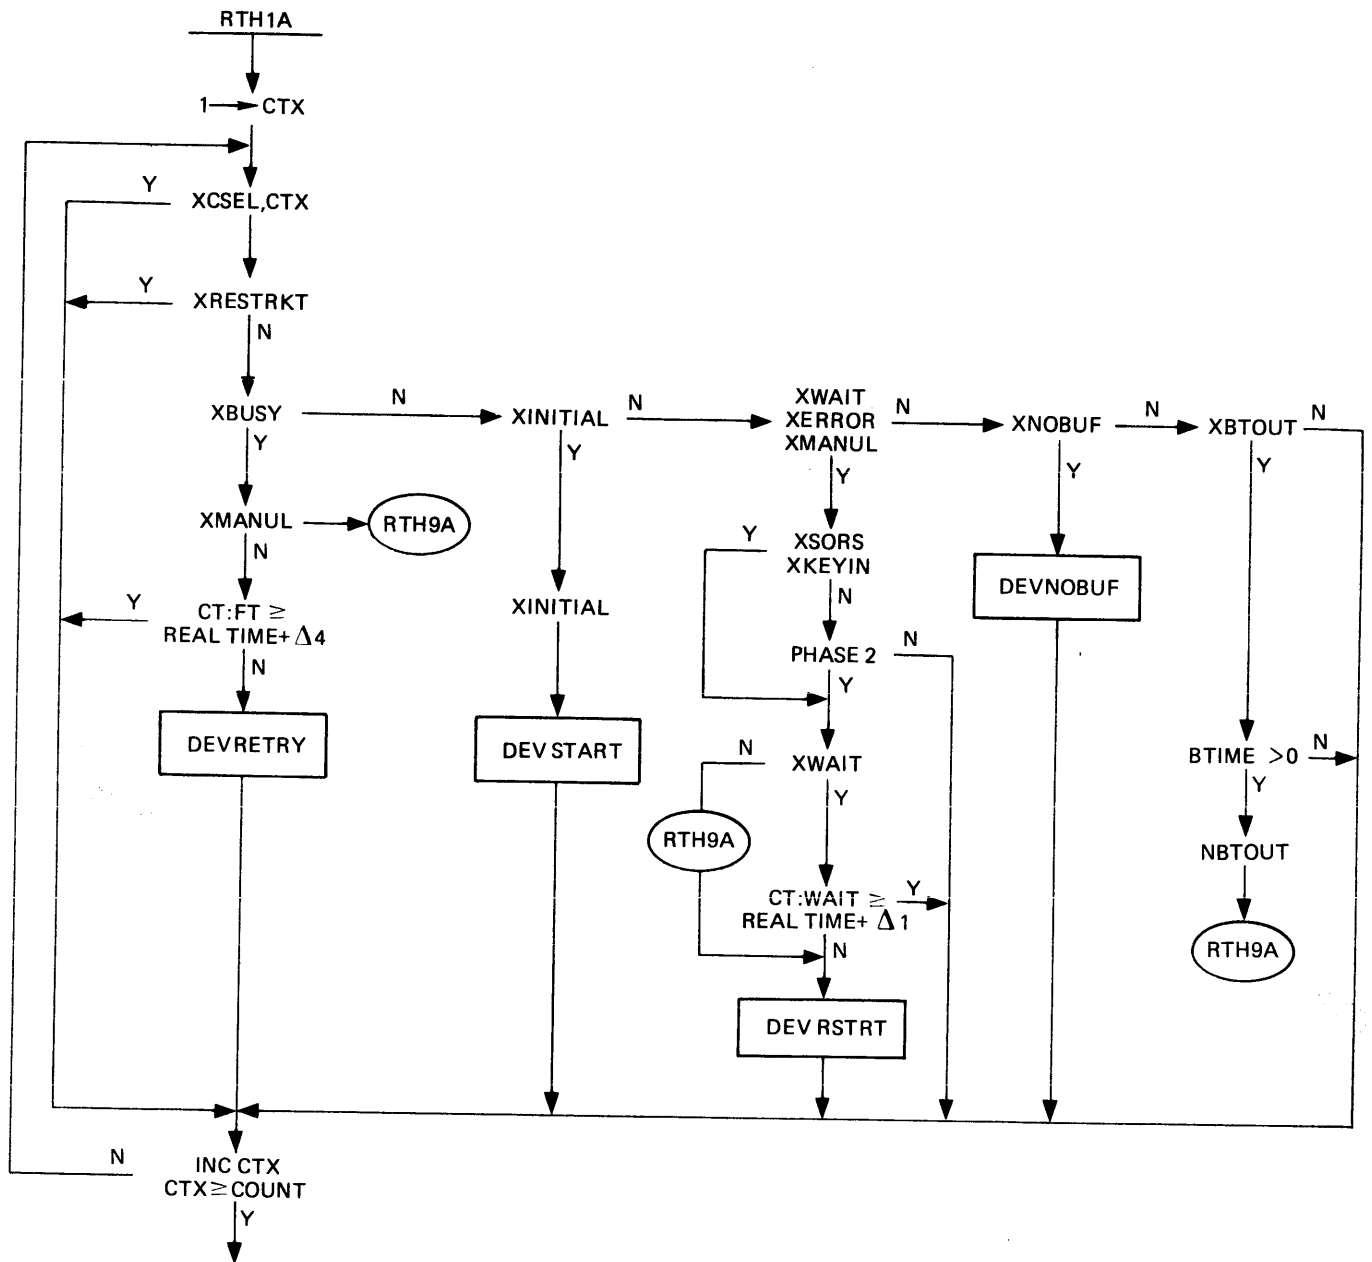 RTH1A
1 → CTX
Y
XCSEL,CTX
Y
XRESTRKT
N
XBUSY
N
XINITIAL
N
XWAIT
XERROR
XMANUL
N
XNOBUF
N
XBTOUT
N
Y
Y
Y
Y
Y
XMANUL
RTH9A
N
Y
XSORS
XKEYIN
N
DEVNOBUF
Y
CT:FT ≥
REAL TIME+ Δ4
N
XINITIAL
PHASE 2
N
Y
DEVRETRY
DEV START
N
XWAIT
Y
BTIME >0
N
Y
RTH9A
NBTOUT
CT:WAIT ≥
REAL TIME+ Δ1
Y
N
RTH9A
DEV RSTRT
N
INC CTX
CTX≥COUNT
Y